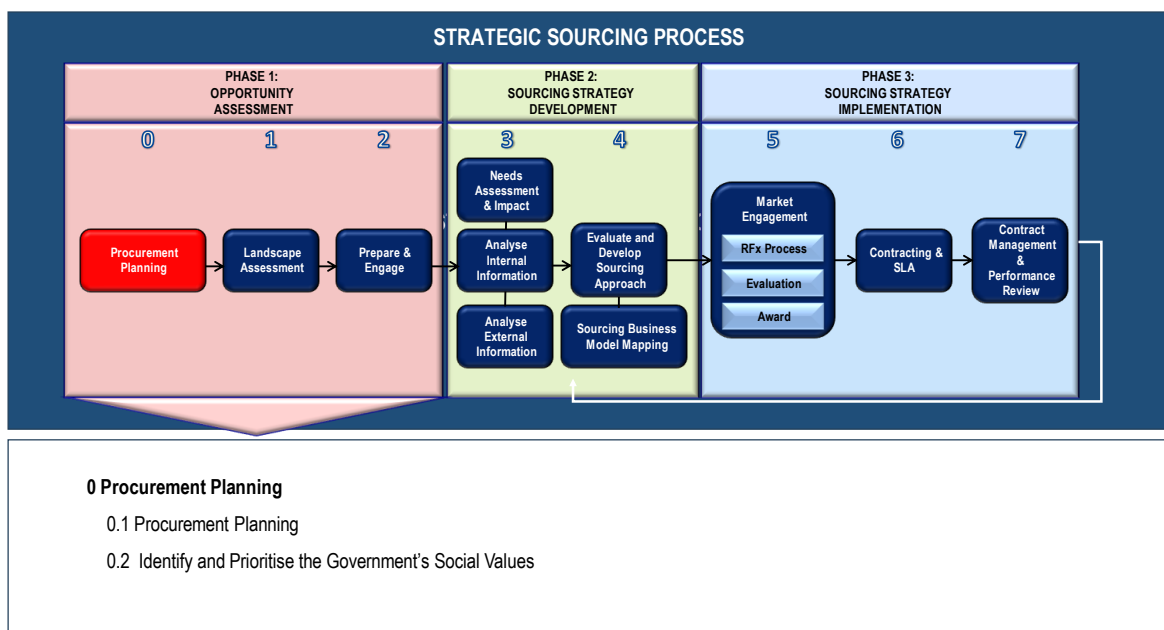 STRATEGIC SOURCING PROCESS
PHASE 1:
OPPORTUNITY
ASSESSMENT
PHASE 2:
SOURCING STRATEGY
DEVELOPMENT
PHASE 3:
SOURCING STRATEGY
IMPLEMENTATION
0
1
2
3
4
5
6
7
Procurement
Planning
Landscape
Assessment
Prepare &
Engage
Needs
Assessment
& Impact
Analyse
Internal
Information
Analyse
External
Information
Evaluate and
Develop
Sourcing
Approach
Sourcing Business
Model Mapping
Market
Engagement
RFx Process
Evaluation
Award
Contracting &
SLA
Contract
Management
&
Performance
Review
0 Procurement Planning
0.1 Procurement Planning
0.2 Identify and Prioritise the Government's Social Values